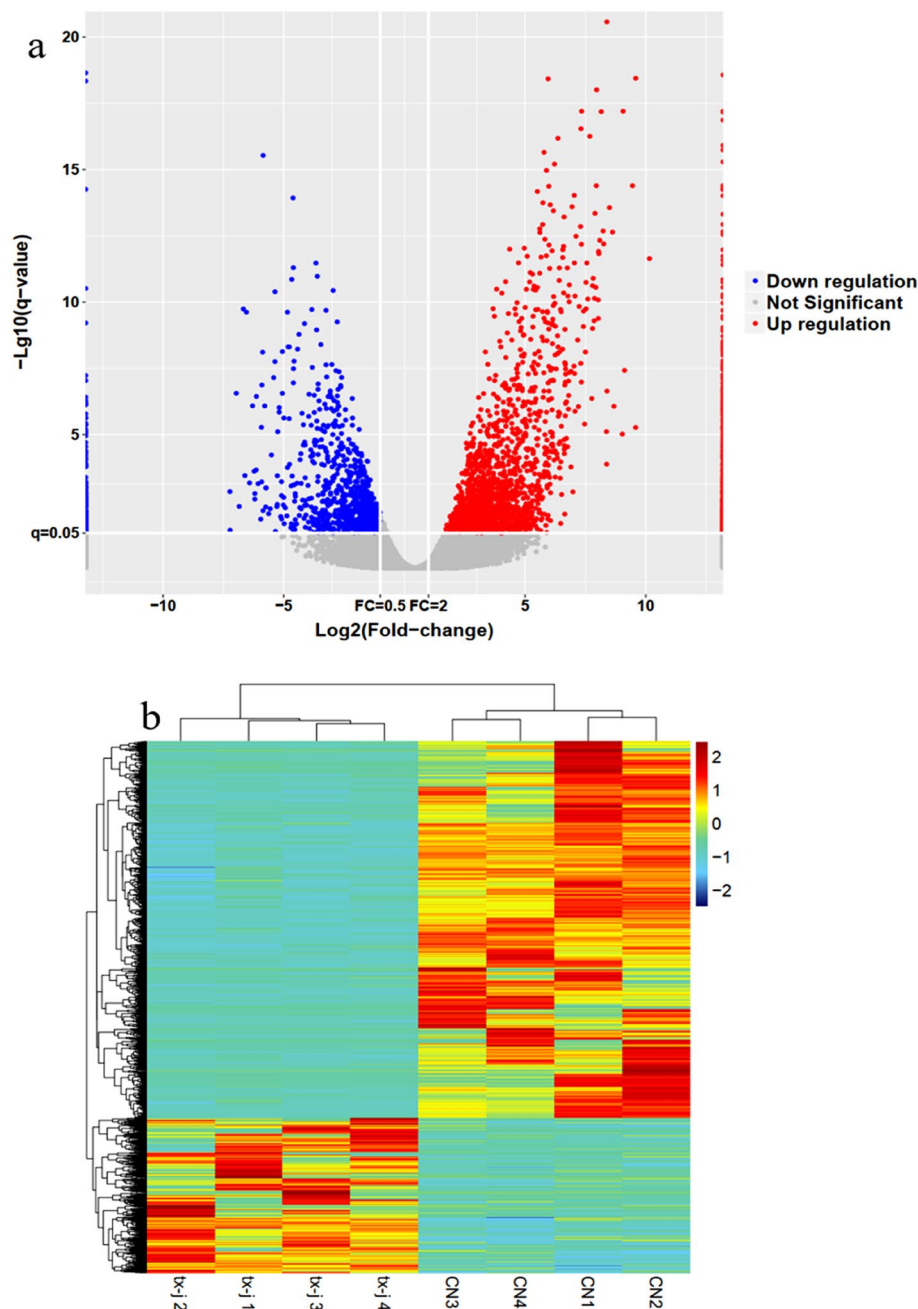 a
20
15
10
5
q=0.05
−Lg10(q−value)
−10
−5
FC=0.5
FC=2
5
10
Log2(Fold−change)
Down regulation
Not Significant
Up regulation
b
2
1
0
−1
−2
tx-j 2
tx-j 1
tx-j 3
tx-j 4
CN3
CN4
CN1
CN2